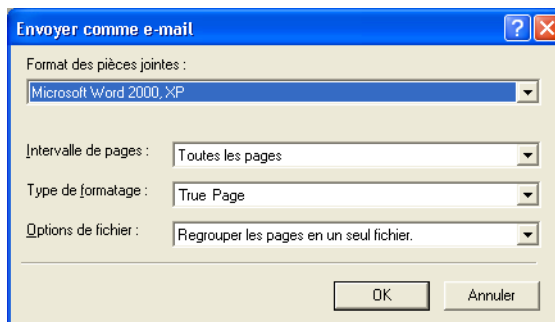 Envoyer comme e-mail
Format des pièces jointes :
Microsoft Word 2000, XP
Intervalle de pages : Toutes les pages
Type de formatage : True Page
Options de fichier : Regrouper les pages en un seul fichier.
OK Annuler